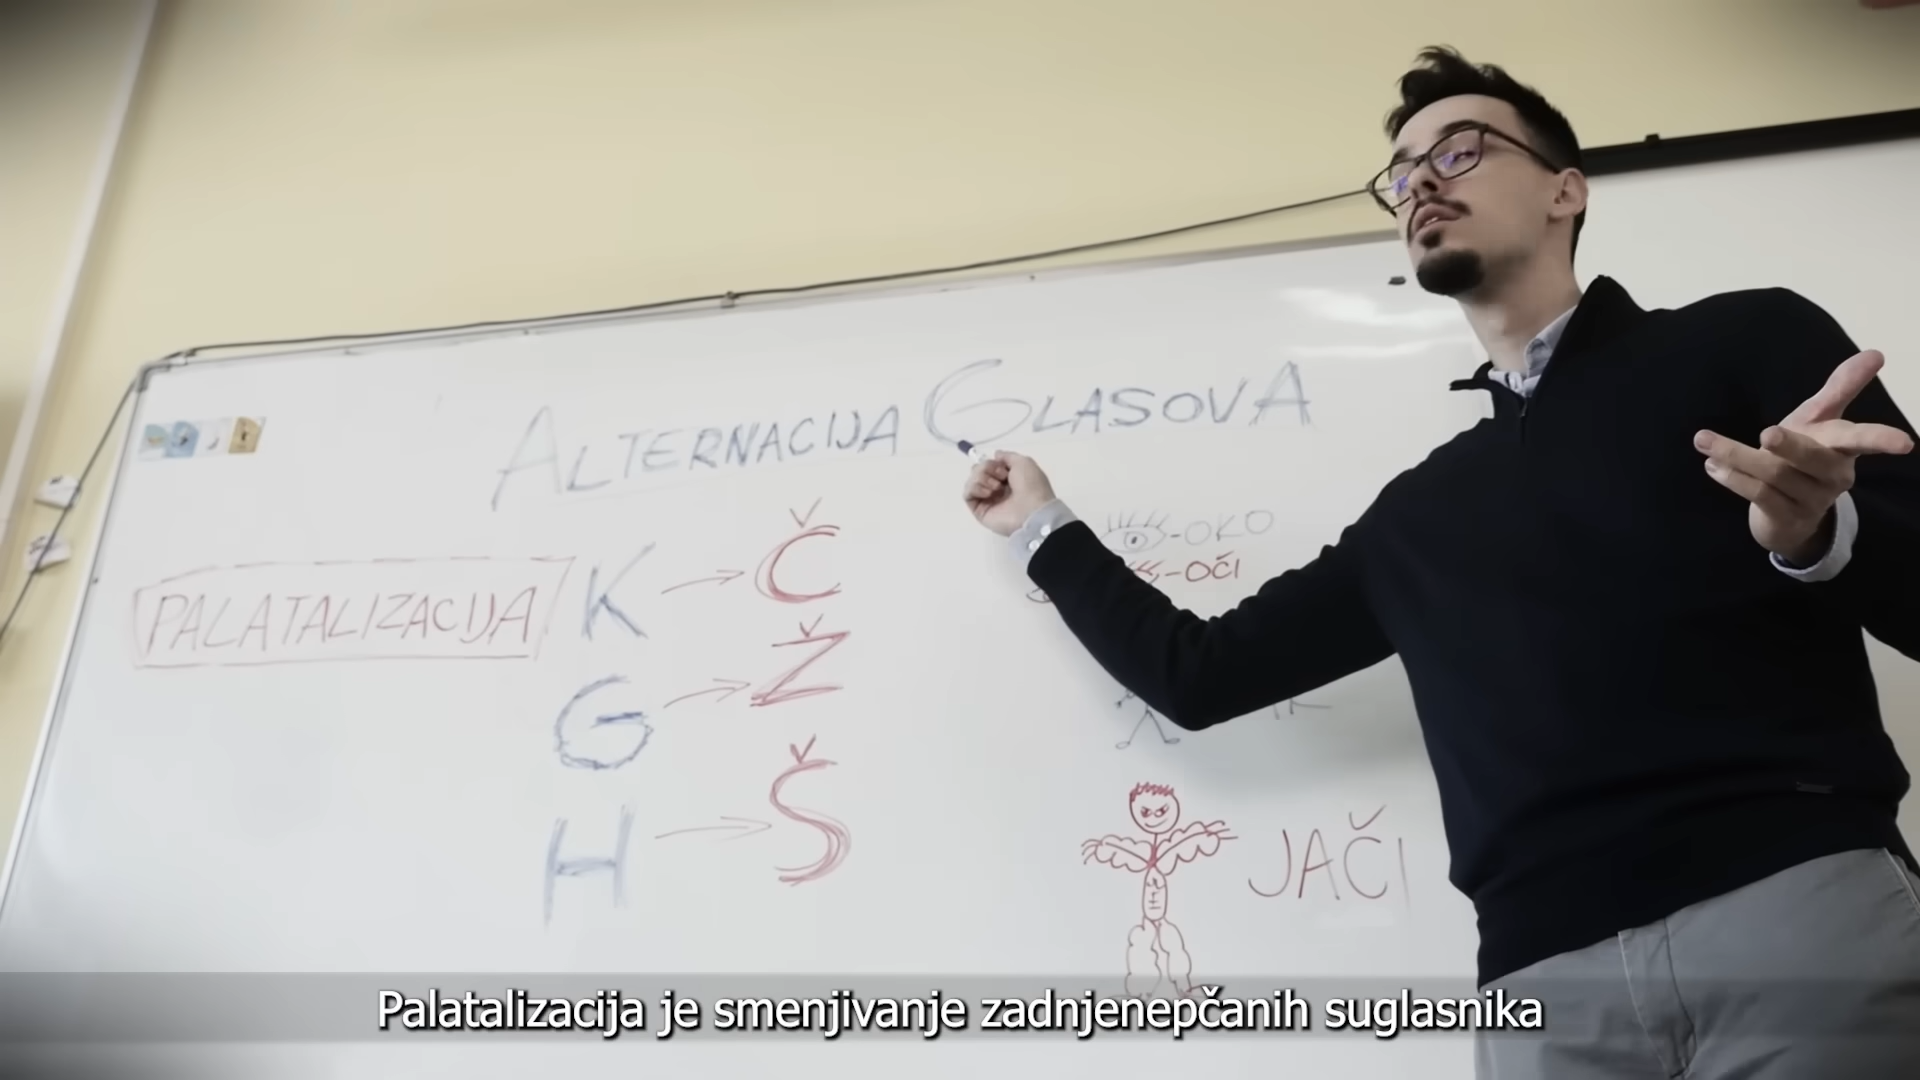 ALTERNACIJA GLASOVA
PALATALIZACIJA
K → Č
G → Ž
H → Š
-OKO
-OČI
JAČI
Palatalizacija je smenjivanje zadnjenepčanih suglasnika